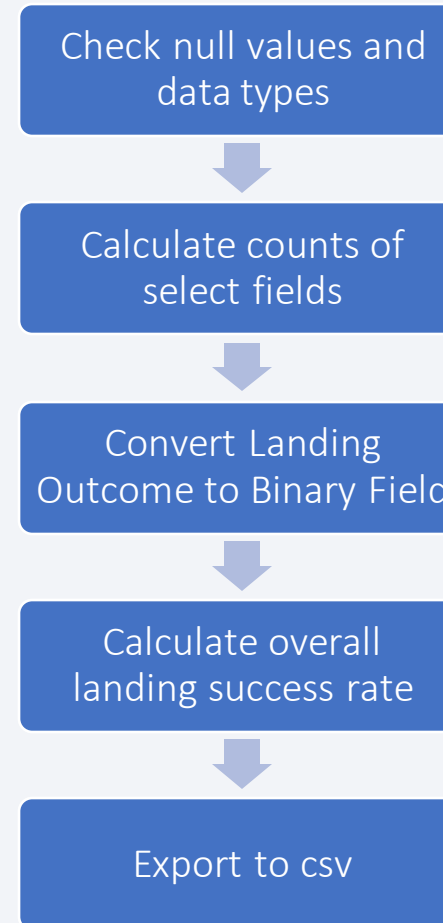 Check null values and
data types
Calculate counts of
select fields
Convert Landing
Outcome to Binary Field
Calculate overall
landing success rate
Export to csv